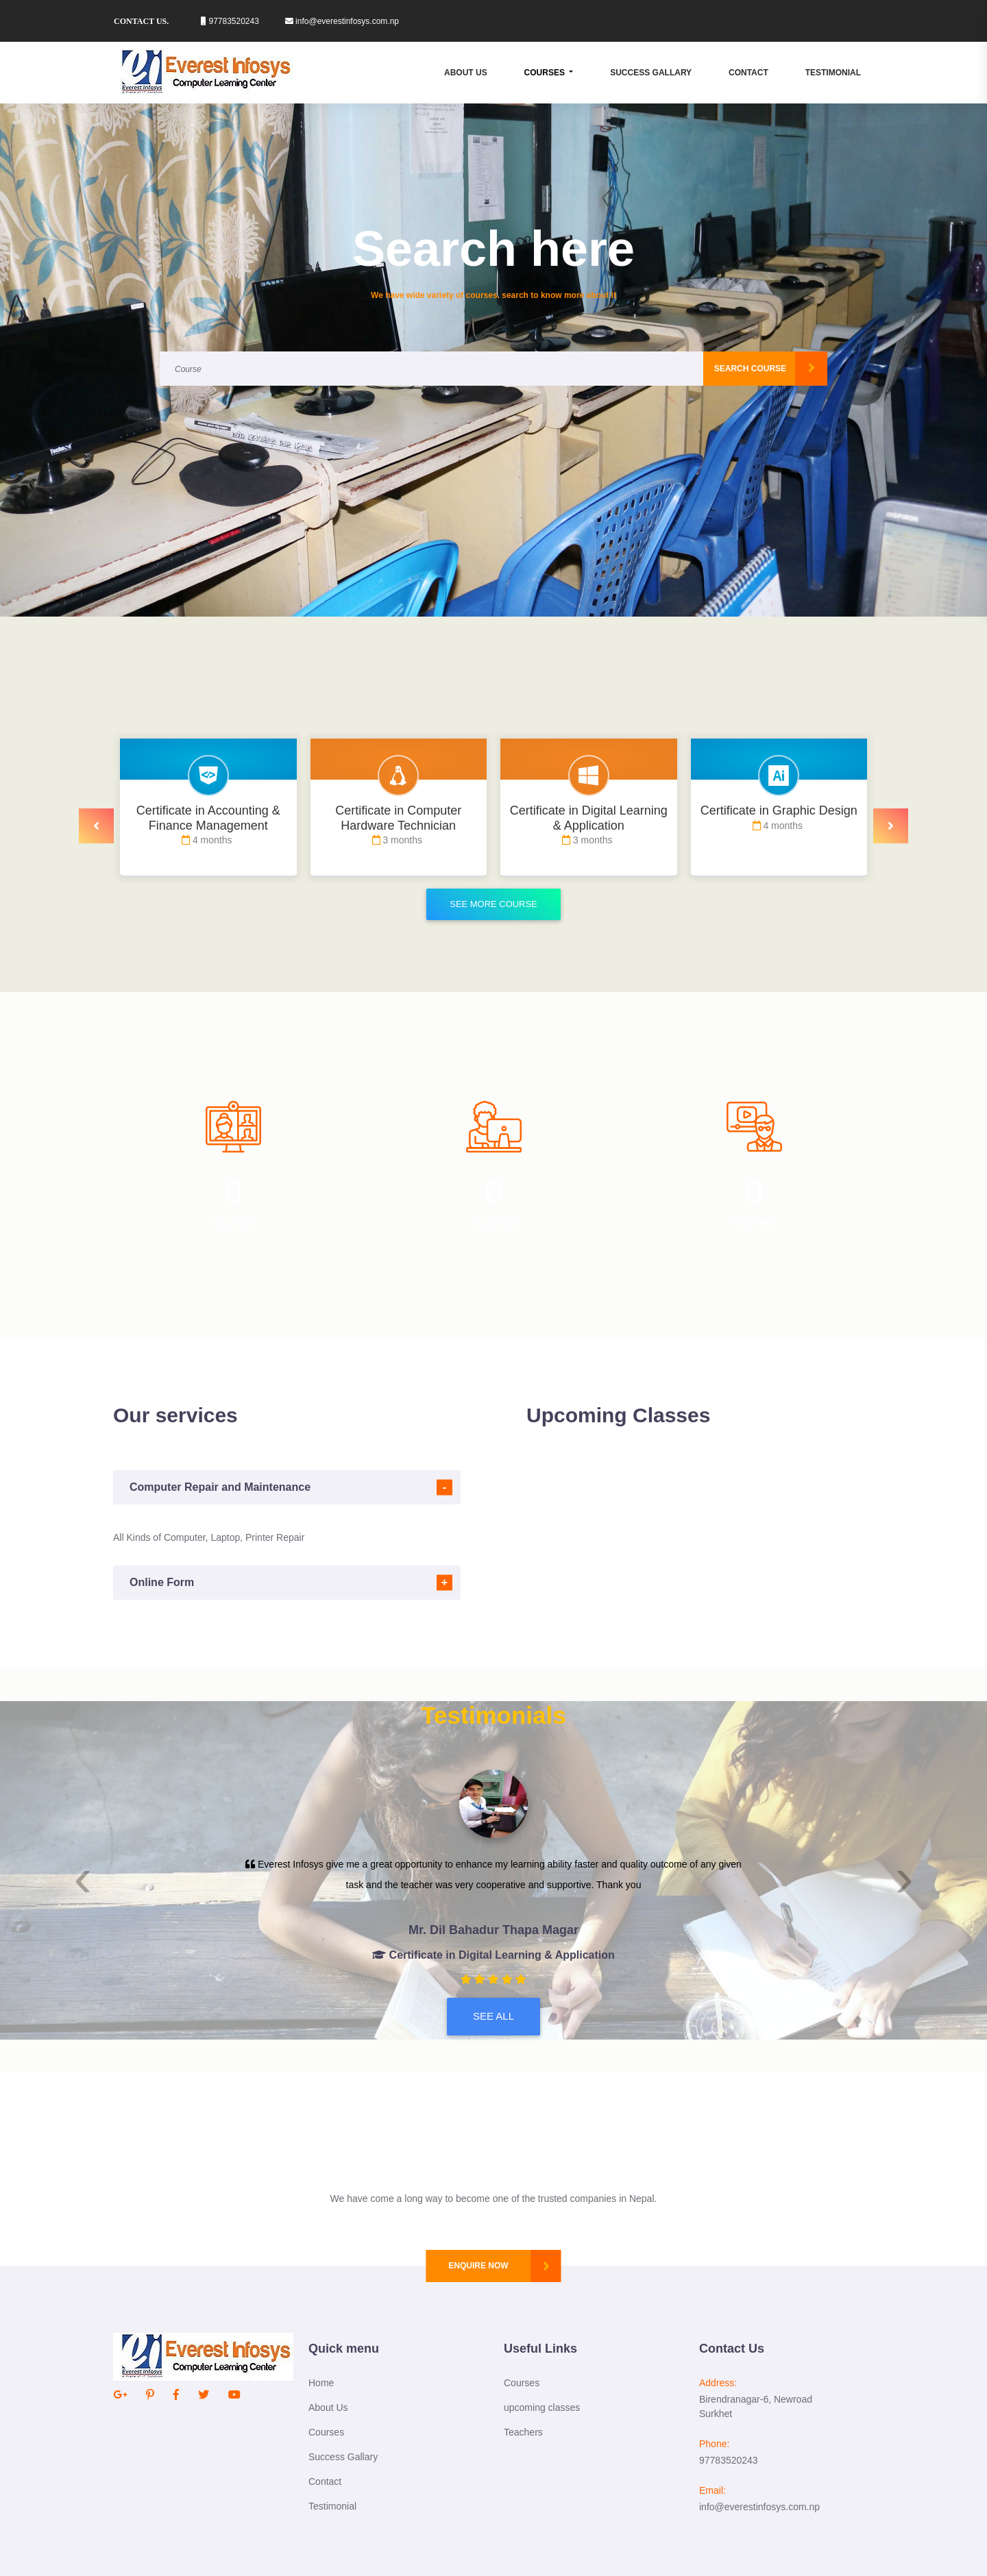 CONTACT US.
97783520243
info@everestinfosys.com.np
Everest Infosys
Computer Learning Center
Everest Infosys
ABOUT US
COURSES
SUCCESS GALLARY
CONTACT
TESTIMONIAL
Search here
We have wide variety of courses. search to know more
Course
SEARCH COURSE
Certificate in Accounting &
Finance Management
4 months
Certificate in Computer
Hardware Technician
3 months
Certificate in Digital Learning
& Application
3 months
Certificate in Graphic Design
4 months
SEE MORE COURSE
0
0
0
Our services
Computer Repair and Maintenance
-
All Kinds of Computer, Laptop, Printer Repair
Online Form
+
Upcoming Classes
Testimonials
Everest Infosys give me a great opportunity to enhance my learning ability faster and quality outcome of any given
task and the teacher was very cooperative and supportive. Thank you
Mr. Dil Bahadur Thapa Magar
Certificate in Digital Learning & Application
SEE ALL
We have come a long way to become one of the trusted companies in Nepal.
ENQUIRE NOW
Everest Infosys
Computer Learning Center
Everest Infosys
Quick menu
Home
About Us
Courses
Success Gallary
Contact
Testimonial
Useful Links
Courses
upcoming classes
Teachers
Contact Us
Address:
Birendranagar-6, Newroad
Surkhet
Phone:
97783520243
Email:
info@everestinfosys.com.np